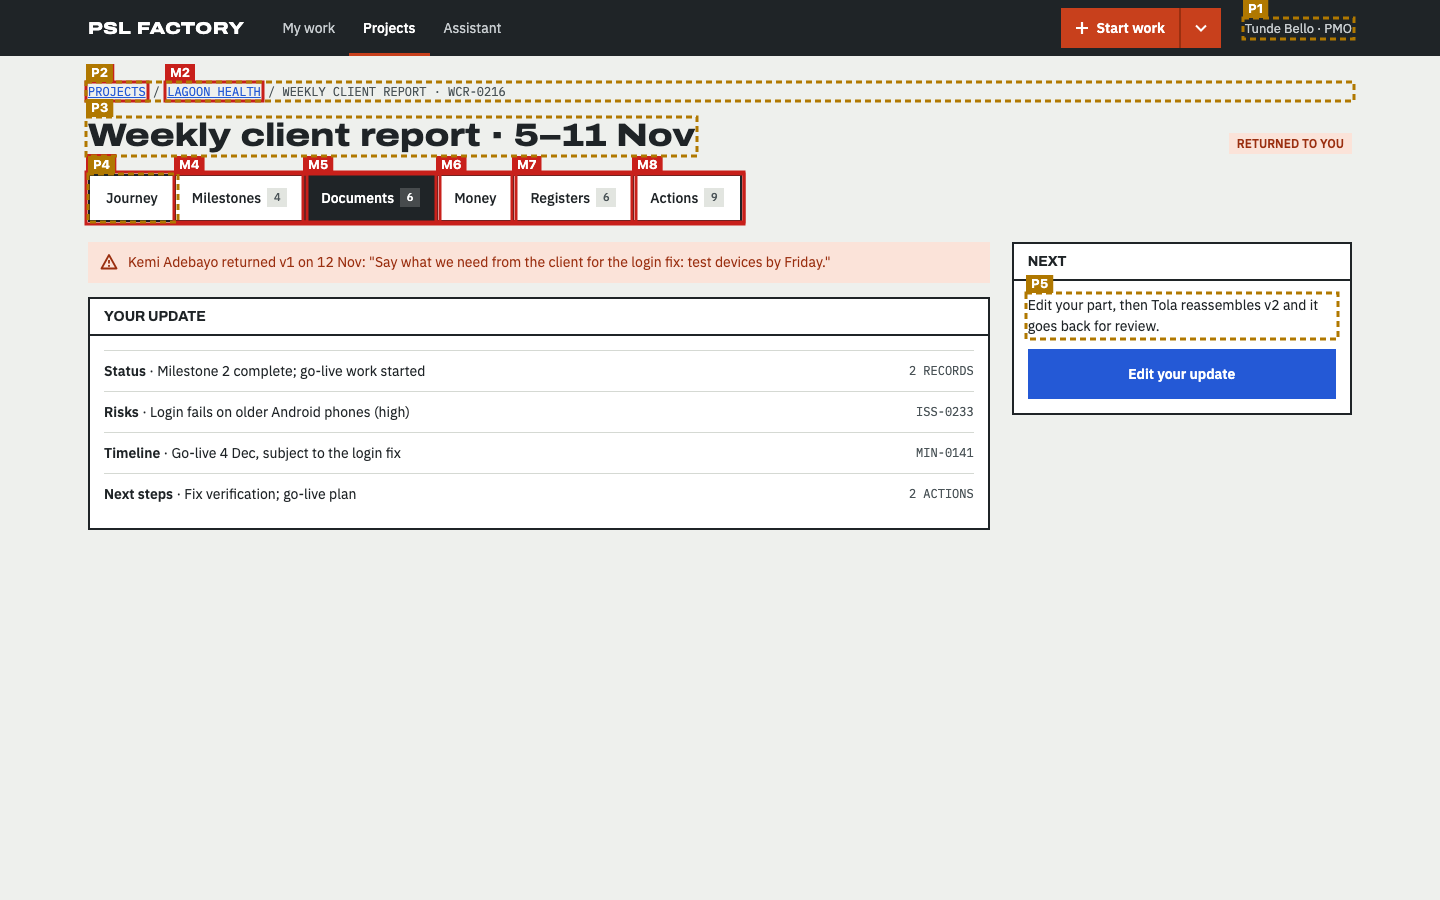 PSL FACTORY My work Projects Assistant + Start work P1 Tunde Bello · PMO
P2 M2
PROJECTS / LAGOON HEALTH / WEEKLY CLIENT REPORT · WCR-0216
P3
Weekly client report · 5–11 Nov
RETURNED TO YOU
P4 M4 M5 M6 M7 M8
Journey Milestones 4 Documents 6 Money Registers 6 Actions 9
Kemi Adebayo returned v1 on 12 Nov: "Say what we need from the client for the login fix: test devices by Friday."
YOUR UPDATE
Status · Milestone 2 complete; go-live work started 2 RECORDS
Risks · Login fails on older Android phones (high) ISS-0233
Timeline · Go-live 4 Dec, subject to the login fix MIN-0141
Next steps · Fix verification; go-live plan 2 ACTIONS
NEXT
P5
Edit your part, then Tola reassembles v2 and it
goes back for review.
Edit your update